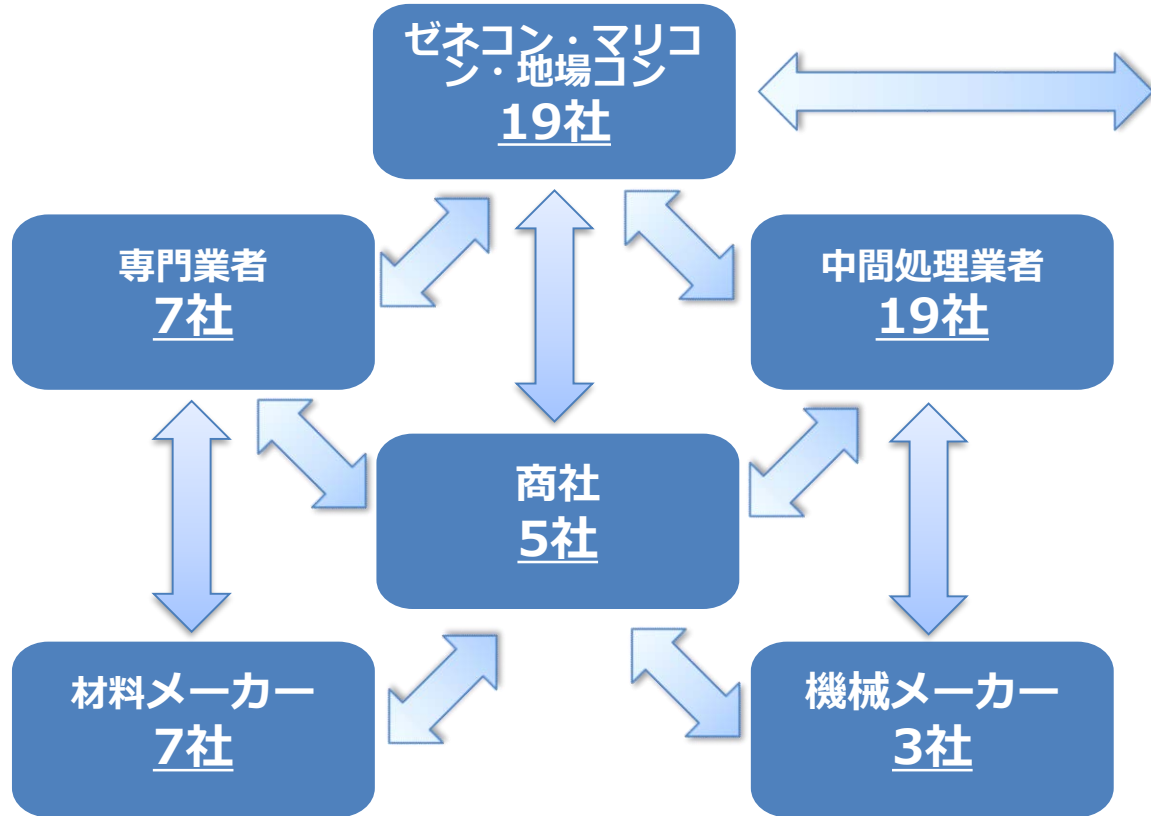 ゼネコン・マリコ
ン・地場コン
19社
専門業者
7社
中間処理業者
19社
商社
5社
材料メーカー
7社
機械メーカー
3社